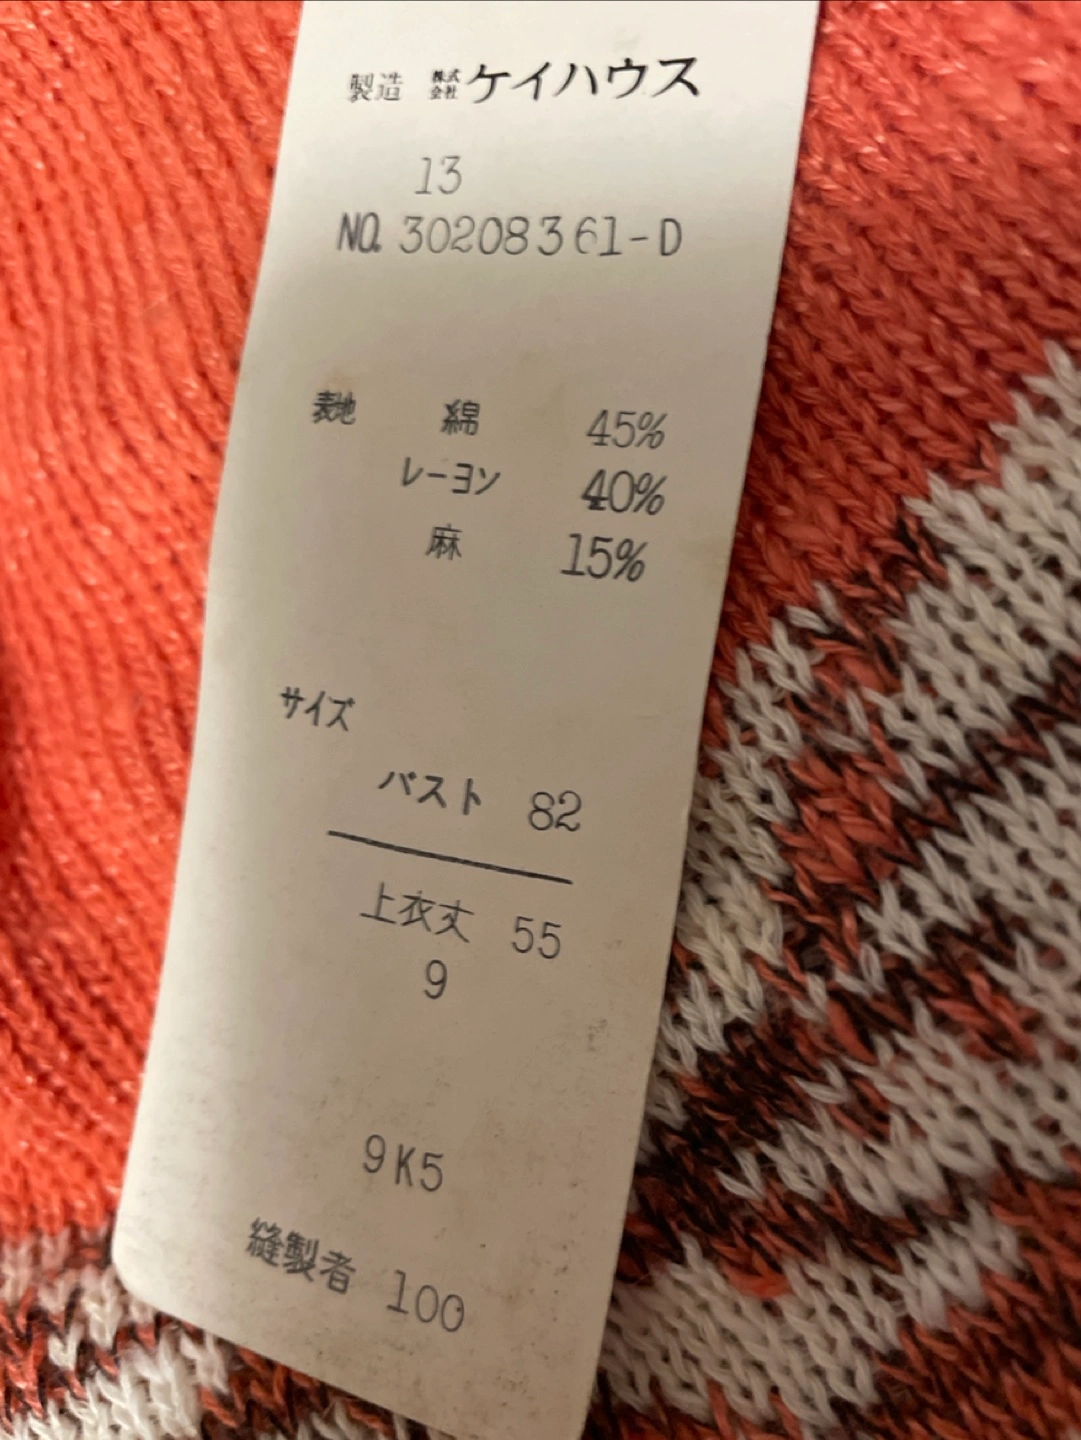 製造 株式会社 ケイハウス
13
NO. 30208361-D
表地 綿 45%
レーヨン 40%
麻 15%
サイズ
バスト 82
上衣丈 55
9
9K5
縫製者 100